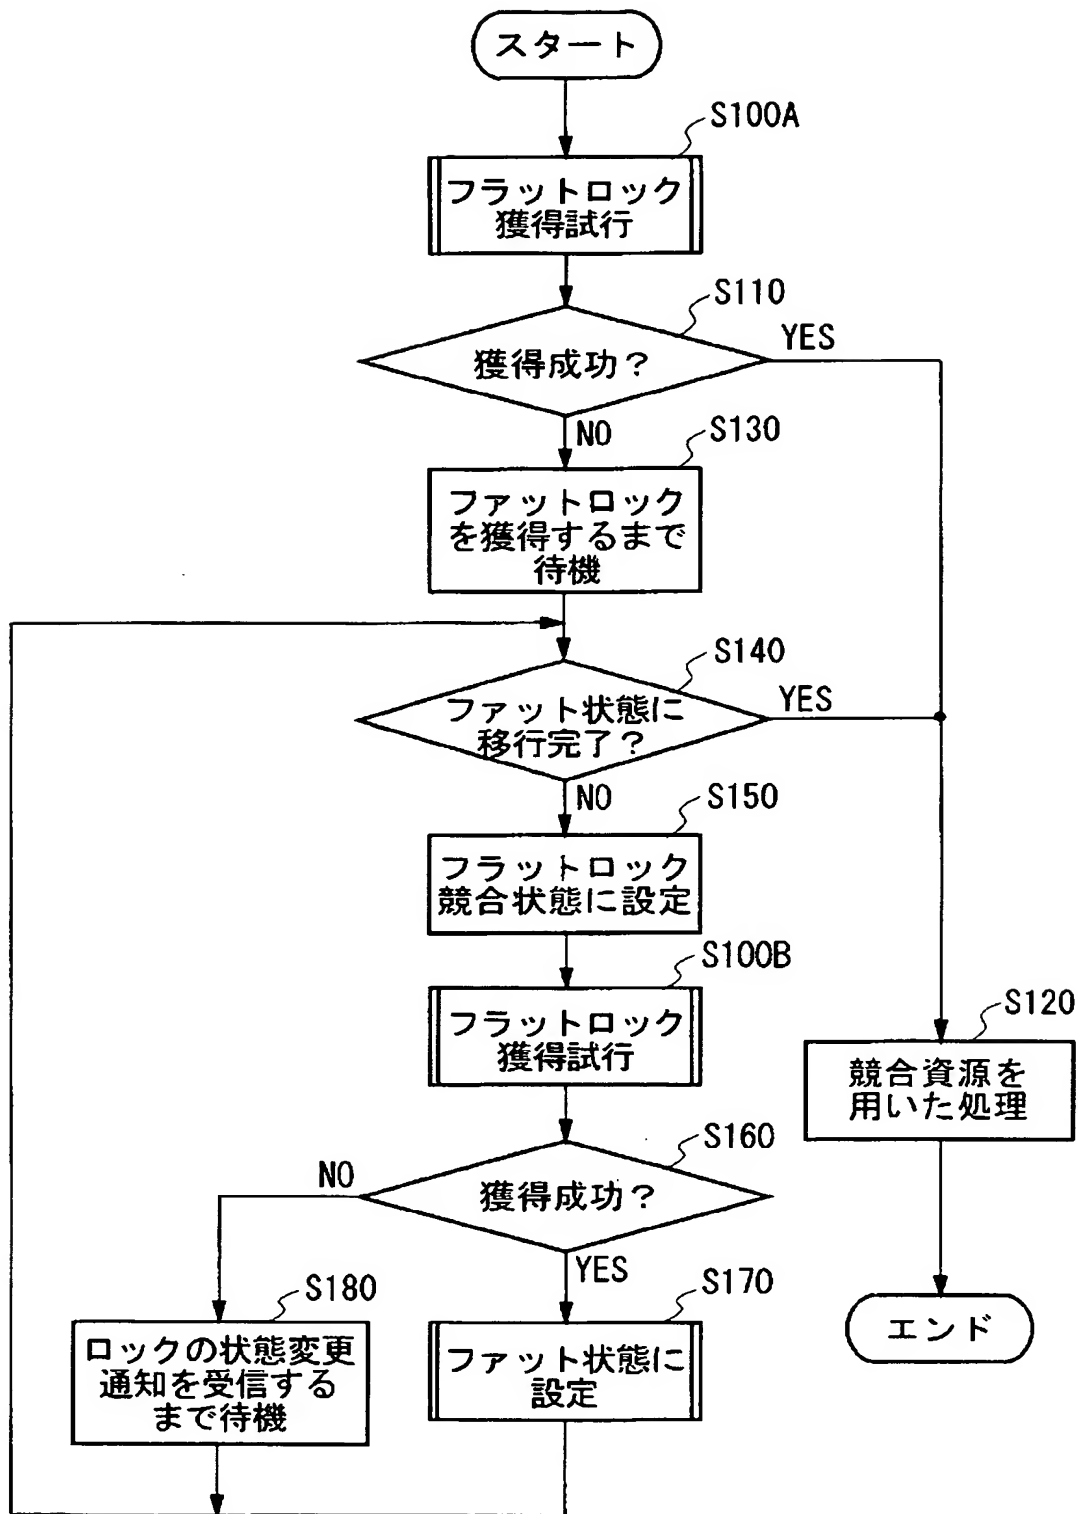 スタート
S100A
フラットロック
獲得試行
S110
獲得成功？
YES
NO
S130
ファットロック
を獲得するまで
待機
S140
ファット状態に
移行完了？
YES
NO
S150
フラットロック
競合状態に設定
S100B
フラットロック
獲得試行
S120
競合資源を
用いた処理
S160
獲得成功？
NO
YES
S170
ファット状態に
設定
S180
ロックの状態変更
通知を受信する
まで待機
エンド